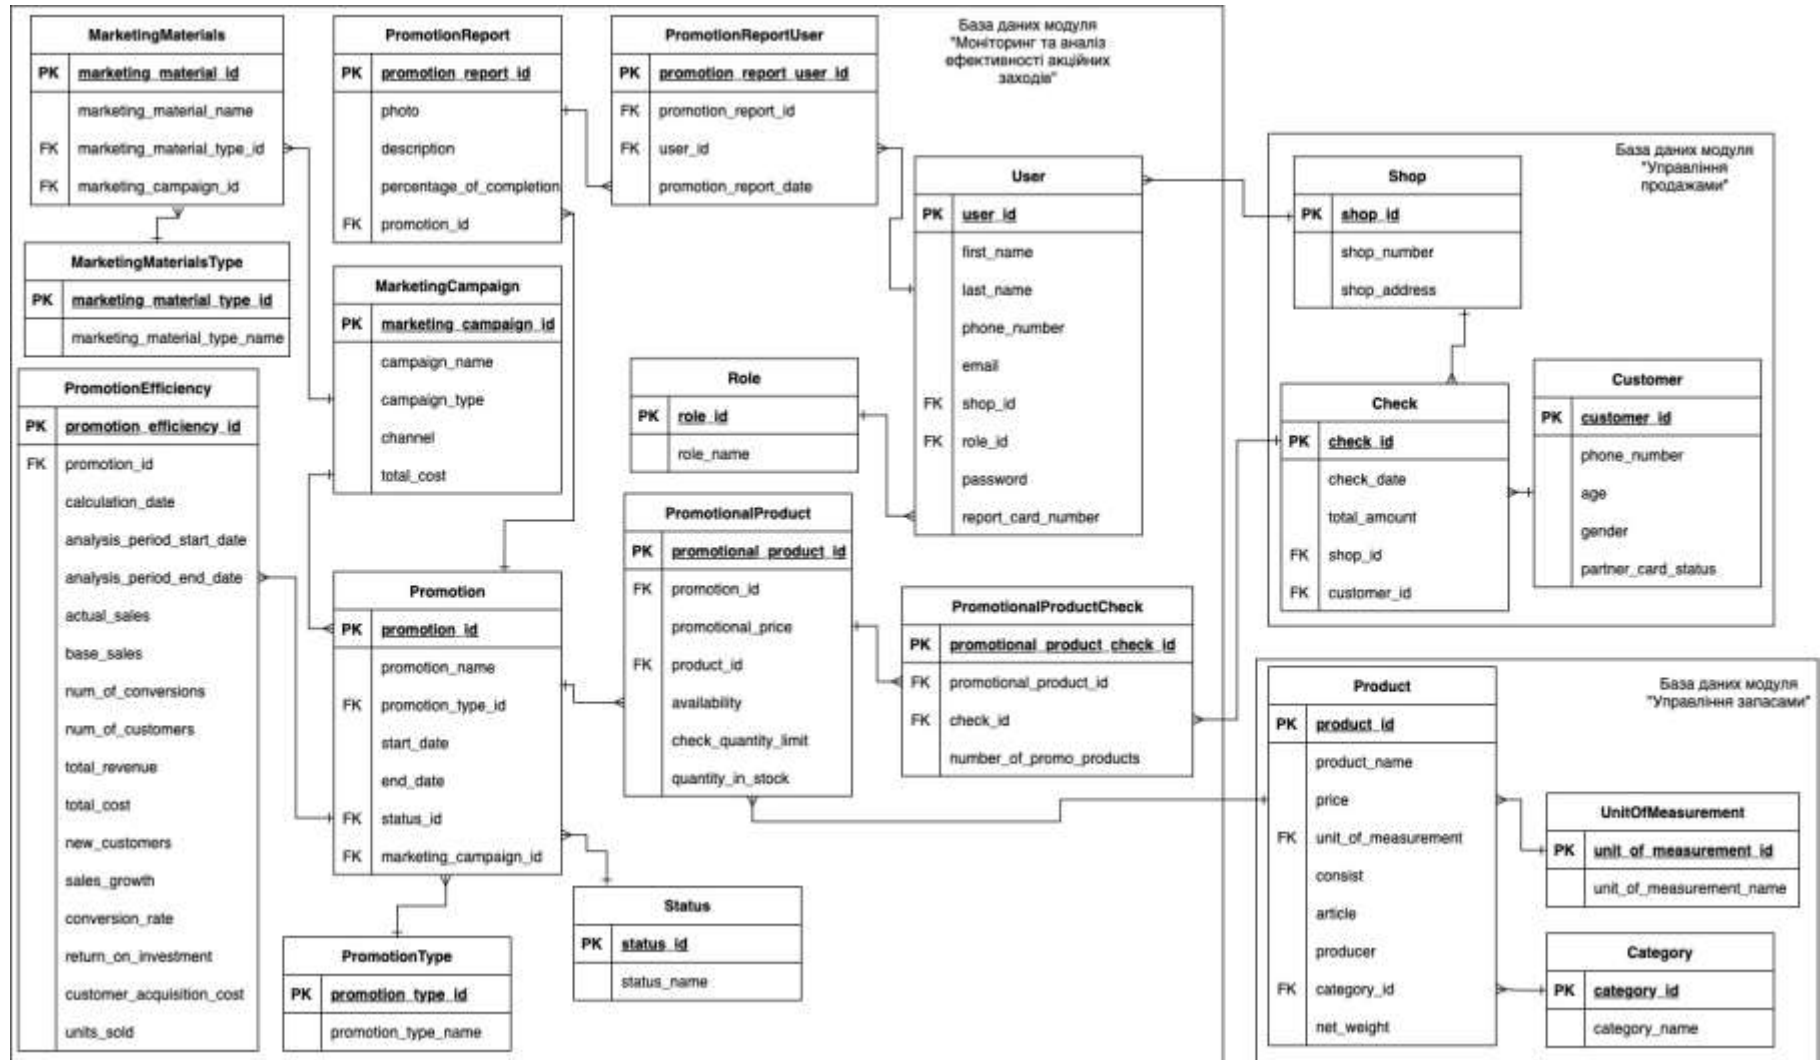 База даних модуля
"Моніторинг та аналіз
ефективності акційних
заходів"
MarketingMaterials
PK marketing_material_id
marketing_material_name
FK marketing_material_type_id
FK marketing_campaign_id
MarketingMaterialsType
PK marketing_material_type_id
marketing_material_type_name
PromotionEfficiency
PK promotion_efficiency_id
FK promotion_id
calculation_date
analysis_period_start_date
analysis_period_end_date
actual_sales
base_sales
num_of_conversions
num_of_customers
total_revenue
total_cost
new_customers
sales_growth
conversion_rate
return_on_investment
customer_acquisition_cost
units_sold
PromotionReport
PK promotion_report_id
photo
description
percentage_of_completion
FK promotion_id
MarketingCampaign
PK marketing_campaign_id
campaign_name
campaign_type
channel
total_cost
Promotion
PK promotion_id
promotion_name
FK promotion_type_id
start_date
end_date
FK status_id
FK marketing_campaign_id
PromotionType
PK promotion_type_id
promotion_type_name
PromotionReportUser
PK promotion_report_user_id
FK promotion_report_id
FK user_id
promotion_report_date
Role
PK role_id
role_name
PromotionalProduct
PK promotional_product_id
FK promotion_id
promotional_price
FK product_id
availability
check_quantity_limit
quantity_in_stock
Status
PK status_id
status_name
User
PK user_id
first_name
last_name
phone_number
email
FK shop_id
FK role_id
password
report_card_number
PromotionalProductCheck
PK promotional_product_check_id
FK promotional_product_id
FK check_id
number_of_promo_products
База даних модуля
"Управління
продажами"
Shop
PK shop_id
shop_number
shop_address
Check
PK check_id
check_date
total_amount
FK shop_id
FK customer_id
Customer
PK customer_id
phone_number
age
gender
partner_card_status
База даних модуля
"Управління запасами"
Product
PK product_id
product_name
price
FK unit_of_measurement
consist
article
producer
FK category_id
net_weight
UnitOfMeasurement
PK unit_of_measurement_id
unit_of_measurement_name
Category
PK category_id
category_name